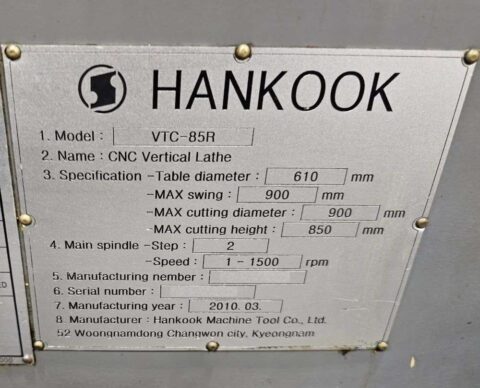 HANKOOK
1. Model : VTC-85R
2. Name : CNC Vertical Lathe
3. Specification -Table diameter : 610 mm
-MAX swing : 900 mm
-MAX cutting diameter : 900 mm
-MAX cutting height : 850 mm
4. Main spindle -Step : 2
-Speed : 1 - 1500 rpm
5. Manufacturing nember :
6. Serial number :
7. Manufacturing year : 2010. 03.
8. Manufacturer : Hankook Machine Tool Co., Ltd.
52 Woongnamdong Changwon city, Kyeongnam